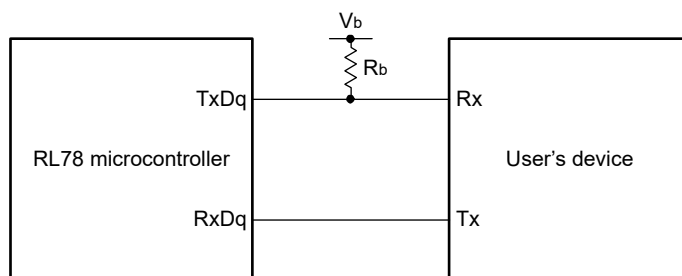 Vb
Rb
TxDq
Rx
RL78 microcontroller
User's device
RxDq
Tx